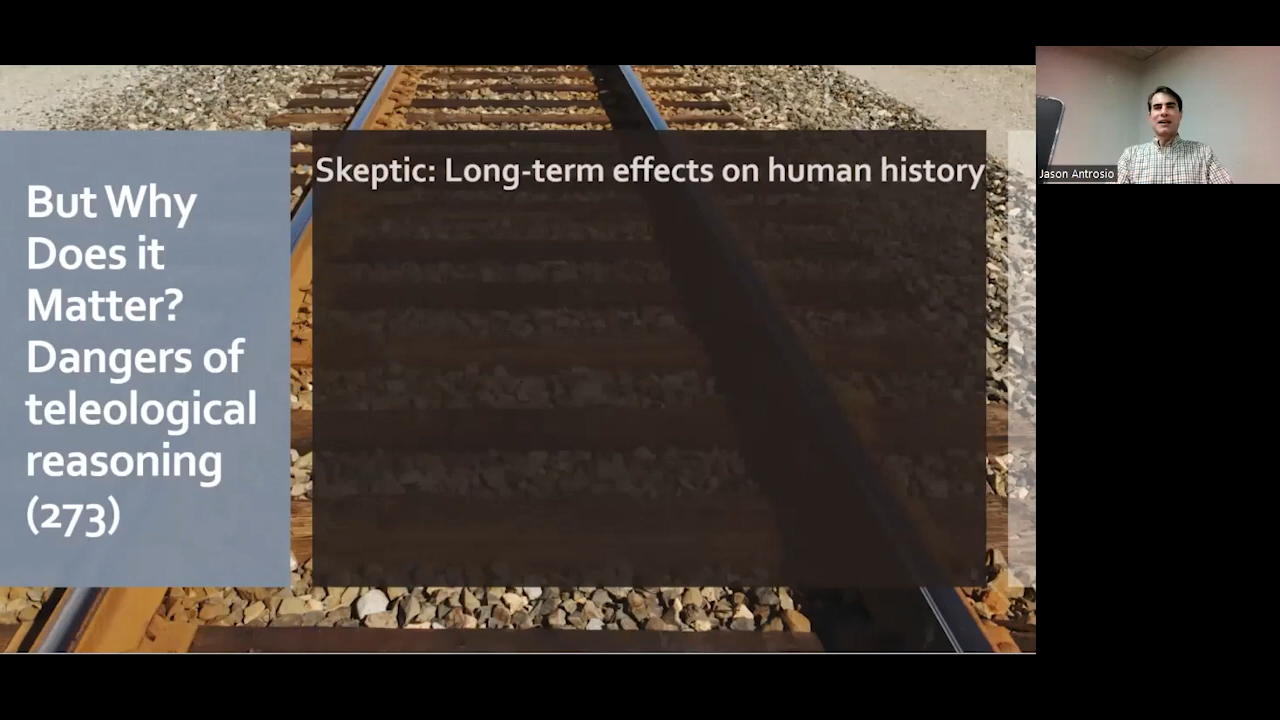 But Why
Does it
Matter?
Dangers of
teleological
reasoning
(273)
Skeptic: Long-term effects on human history
Jason Antrosio